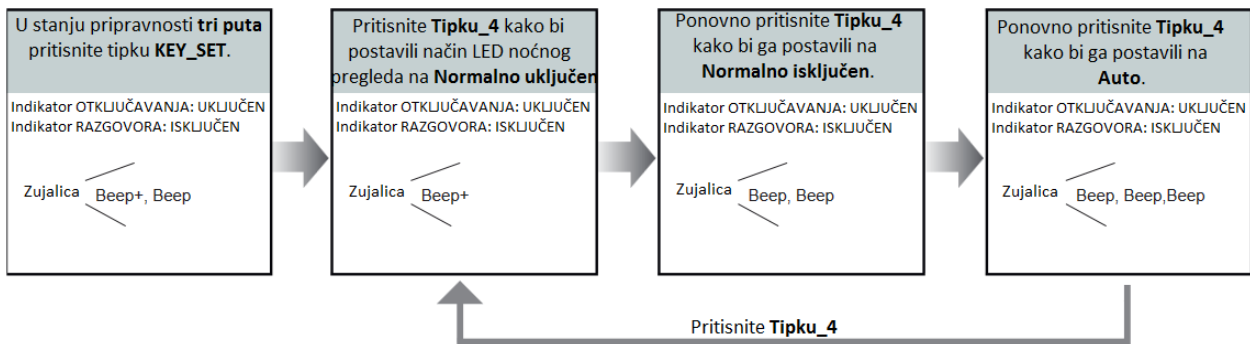 U stanju pripravnosti tri puta
pritisnite tipku KEY_SET.
Indikator OTKLJUČAVANJA: UKLJUČEN
Indikator RAZGOVORA: ISKLJUČEN
Zujalica
Beep+, Beep
Pritisnite Tipku_4 kako bi
postavili način LED noćnog
pregleda na Normalno uključen
Indikator OTKLJUČAVANJA: UKLJUČEN
Indikator RAZGOVORA: ISKLJUČEN
Zujalica
Beep+
Ponovno pritisnite Tipku_4
kako bi ga postavili na
Normalno isključen.
Indikator OTKLJUČAVANJA: UKLJUČEN
Indikator RAZGOVORA: ISKLJUČEN
Zujalica
Beep, Beep
Ponovno pritisnite Tipku_4
kako bi ga postavili na
Auto.
Indikator OTKLJUČAVANJA: UKLJUČEN
Indikator RAZGOVORA: ISKLJUČEN
Zujalica
Beep, Beep,Beep
Pritisnite Tipku_4